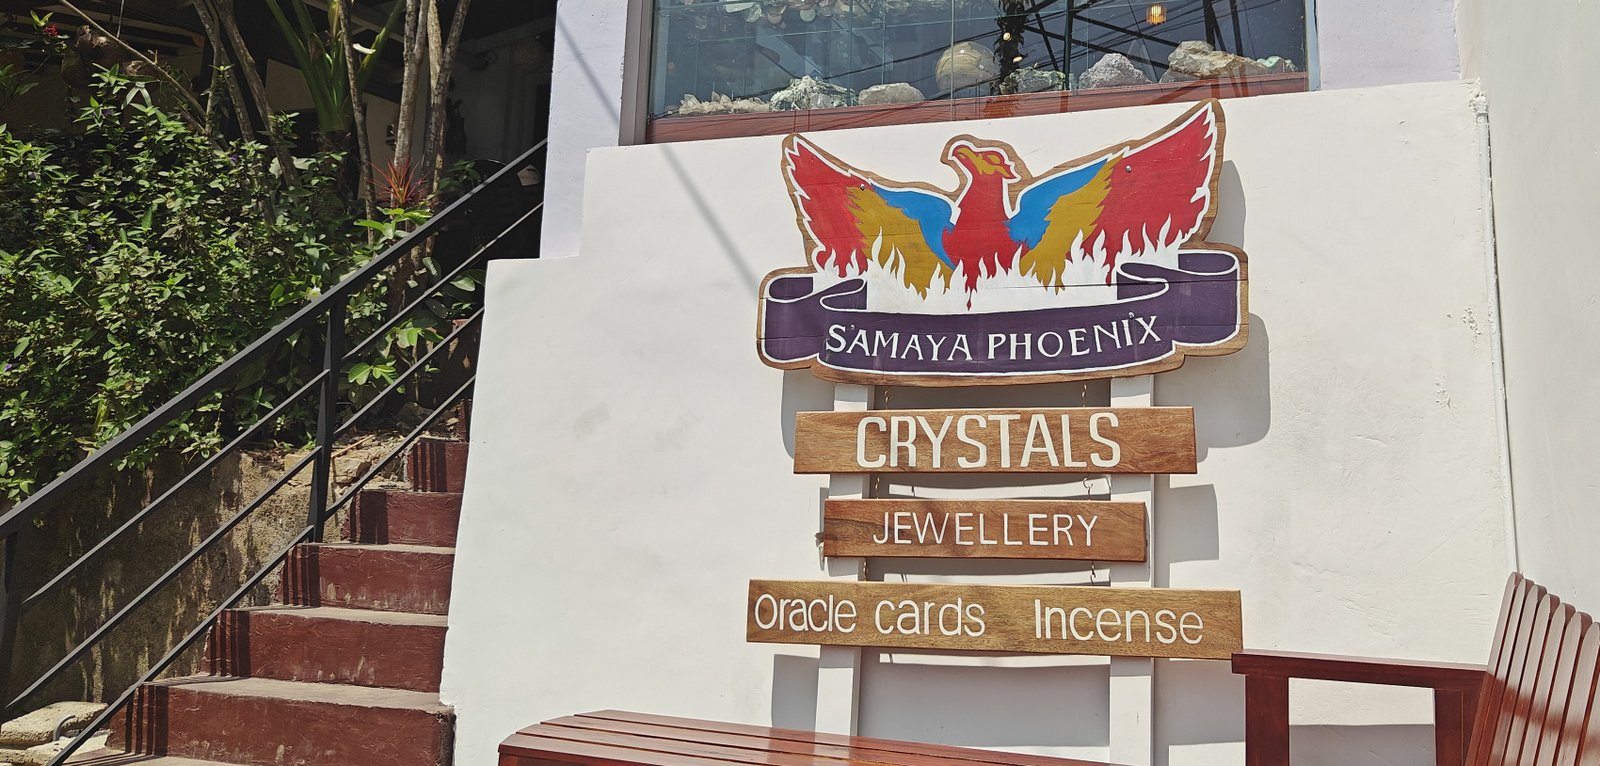 SAMAYA PHOENIX
CRYSTALS
JEWELLERY
Oracle cards Incense